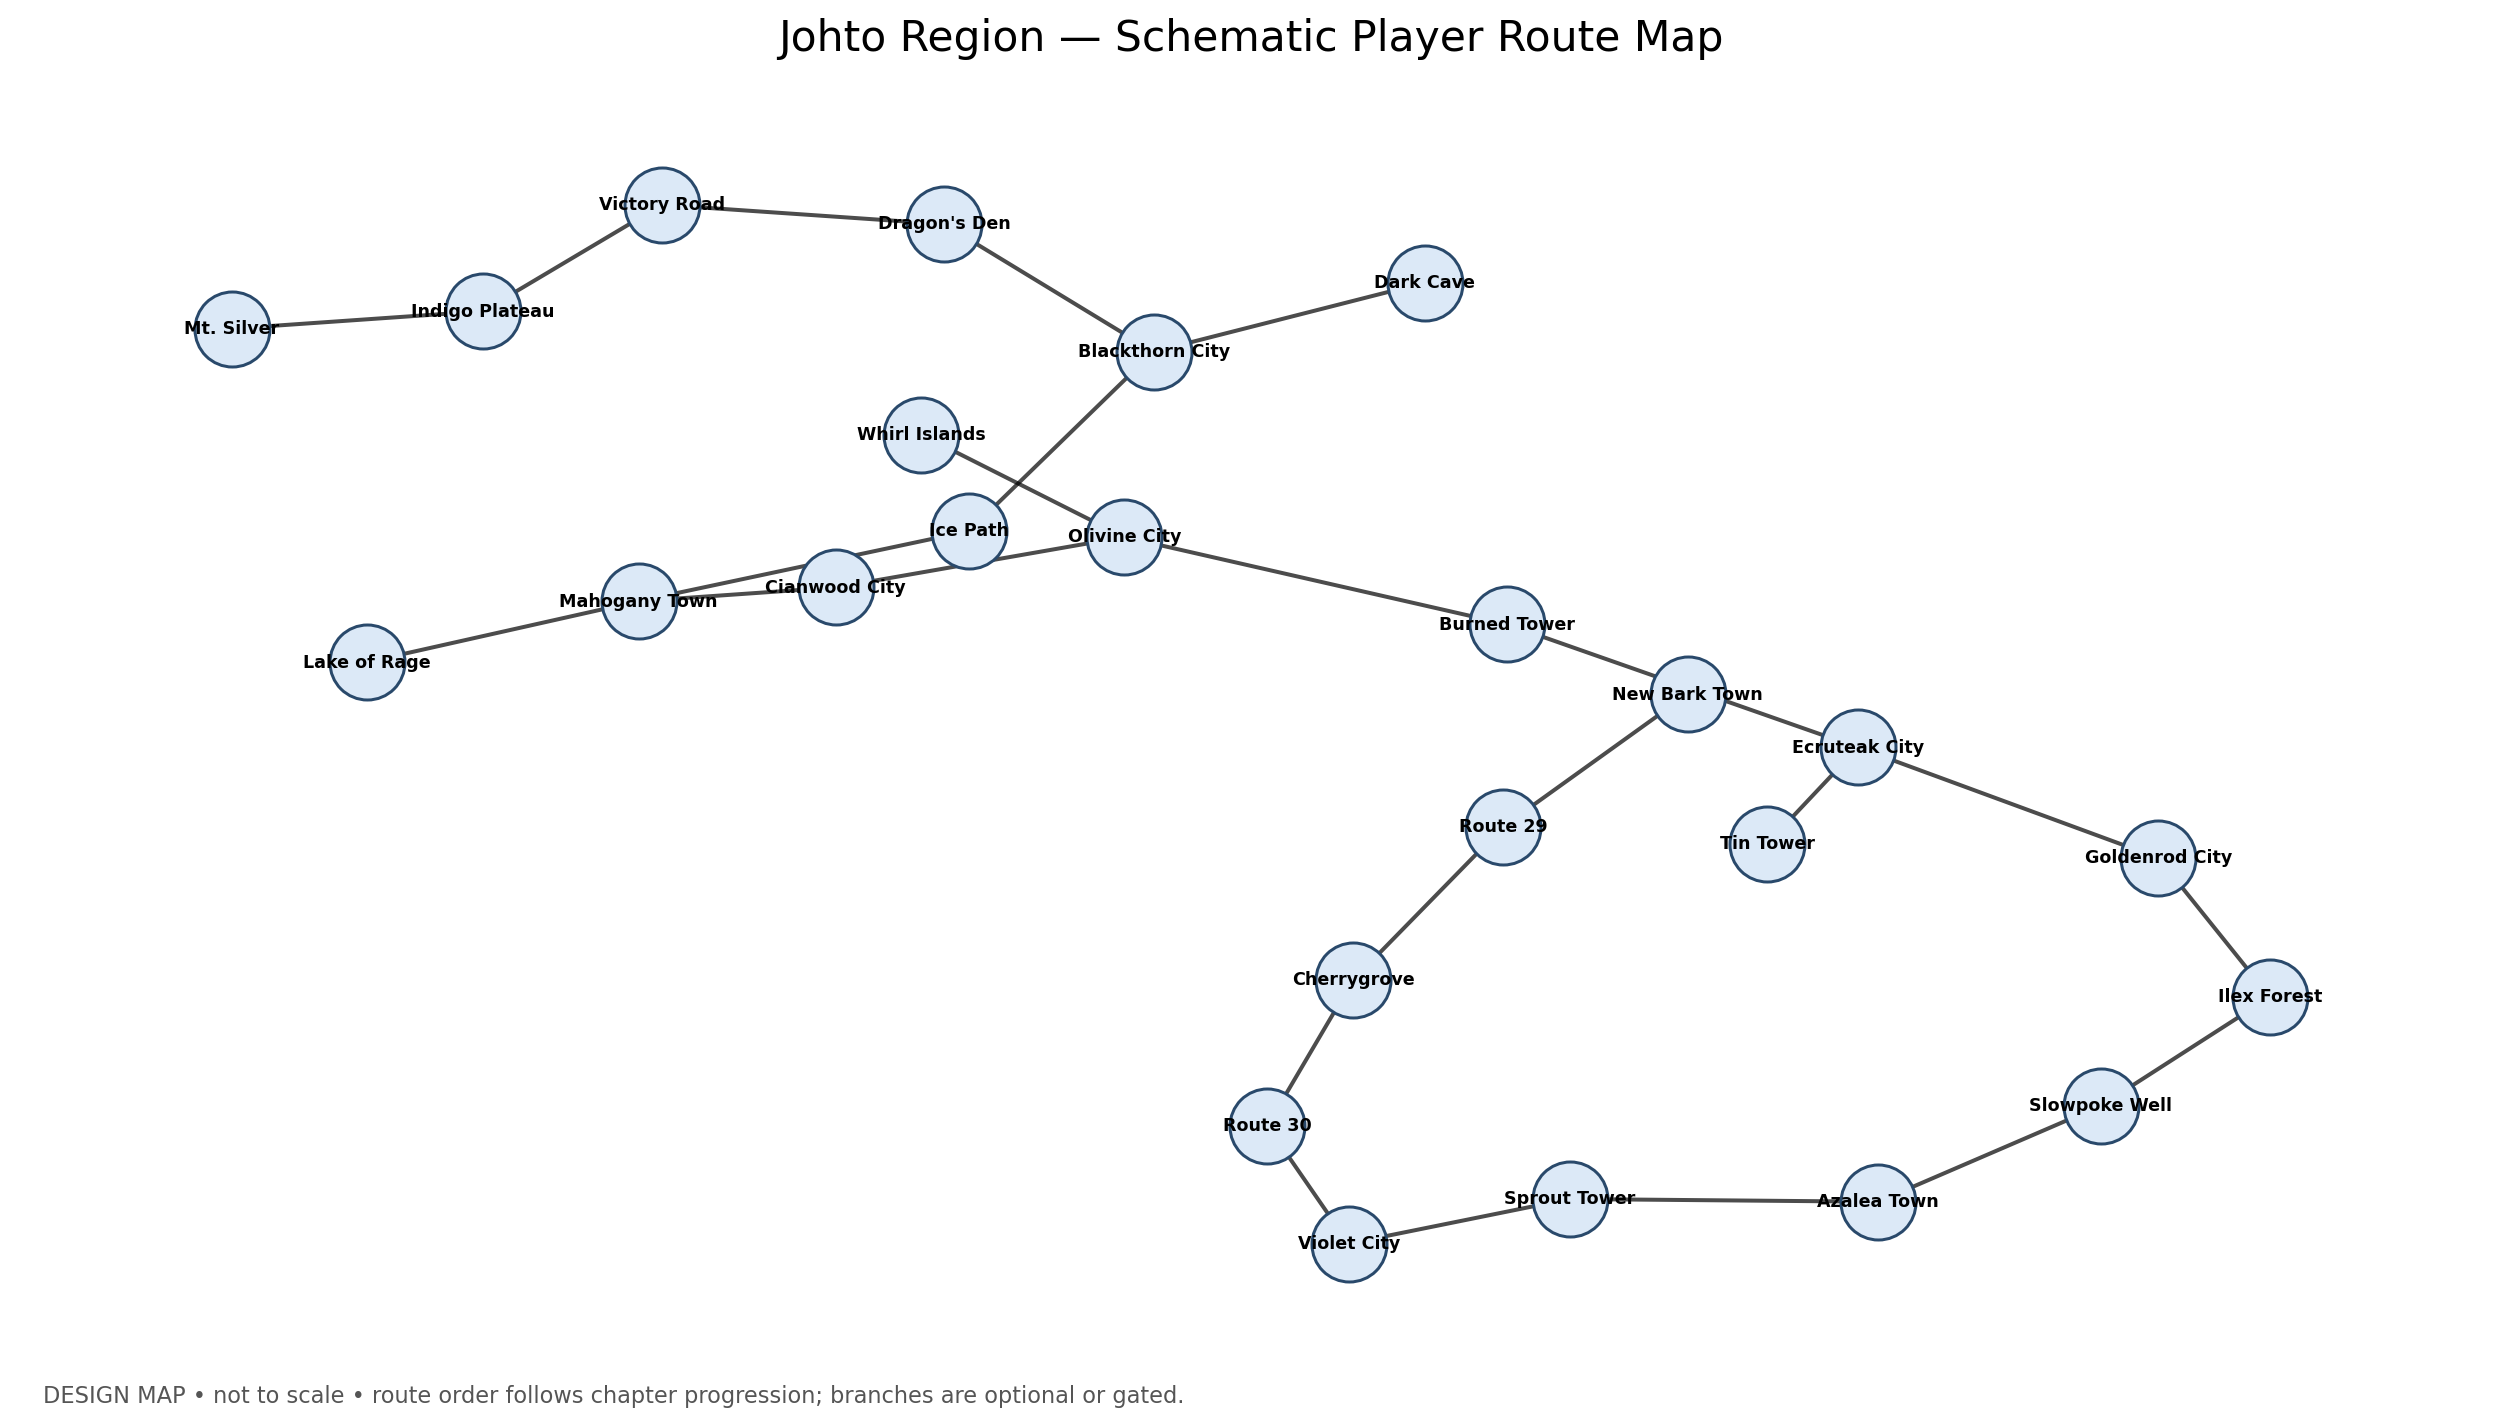 Johto Region — Schematic Player Route Map
Victory Road
Dragon's Den
Dark Cave
Mt. Silver
Indigo Plateau
Blackthorn City
Whirl Islands
Ice Path
Olivine City
Cianwood City
Mahogany Town
Lake of Rage
Burned Tower
New Bark Town
Ecruteak City
Route 29
Tin Tower
Goldenrod City
Cherrygrove
Ilex Forest
Route 30
Slowpoke Well
Sprout Tower
Azalea Town
Violet City
DESIGN MAP • not to scale • route order follows chapter progression; branches are optional or gated.